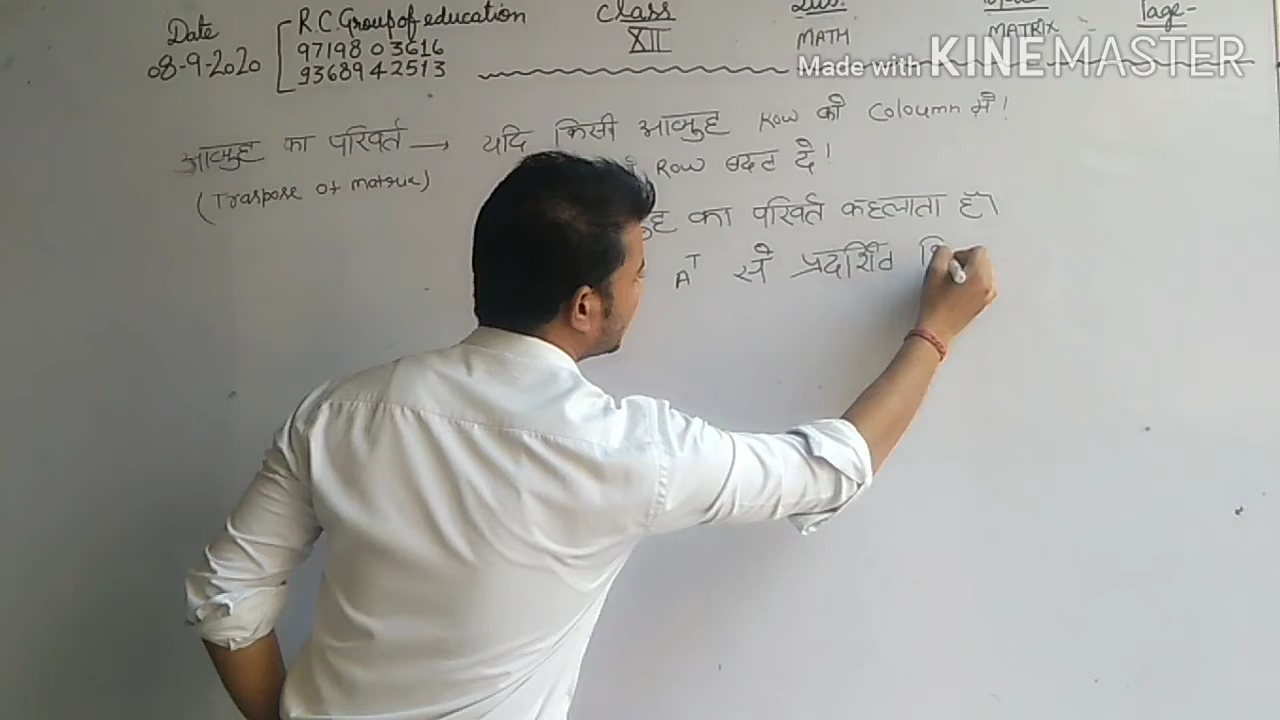 Date R.C. Group of education Class
08-9-2020 9719803616 XII MATH MATRIX Page-
9368942513
Made with KINEMASTER
आव्यूह का परिवर्त → यदि किसी आव्यूह Row को Coloumn में!
(Traspose of matrix) Row बदल दे!
का परिवर्त कहलाता है।
A^T से प्रदर्शित